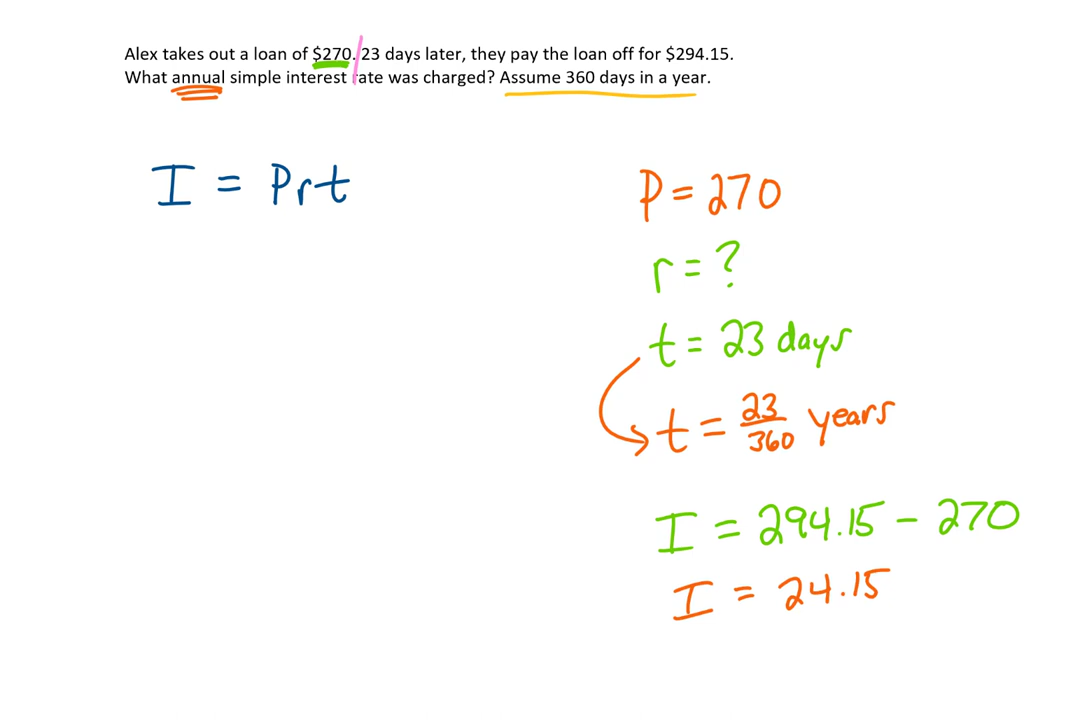 Alex takes out a loan of $270. 23 days later, they pay the loan off for $294.15.
What annual simple interest rate was charged? Assume 360 days in a year.
I = Prt
P = 270
r = ?
t = 23 days
t = 23/360 years
I = 294.15 - 270
I = 24.15